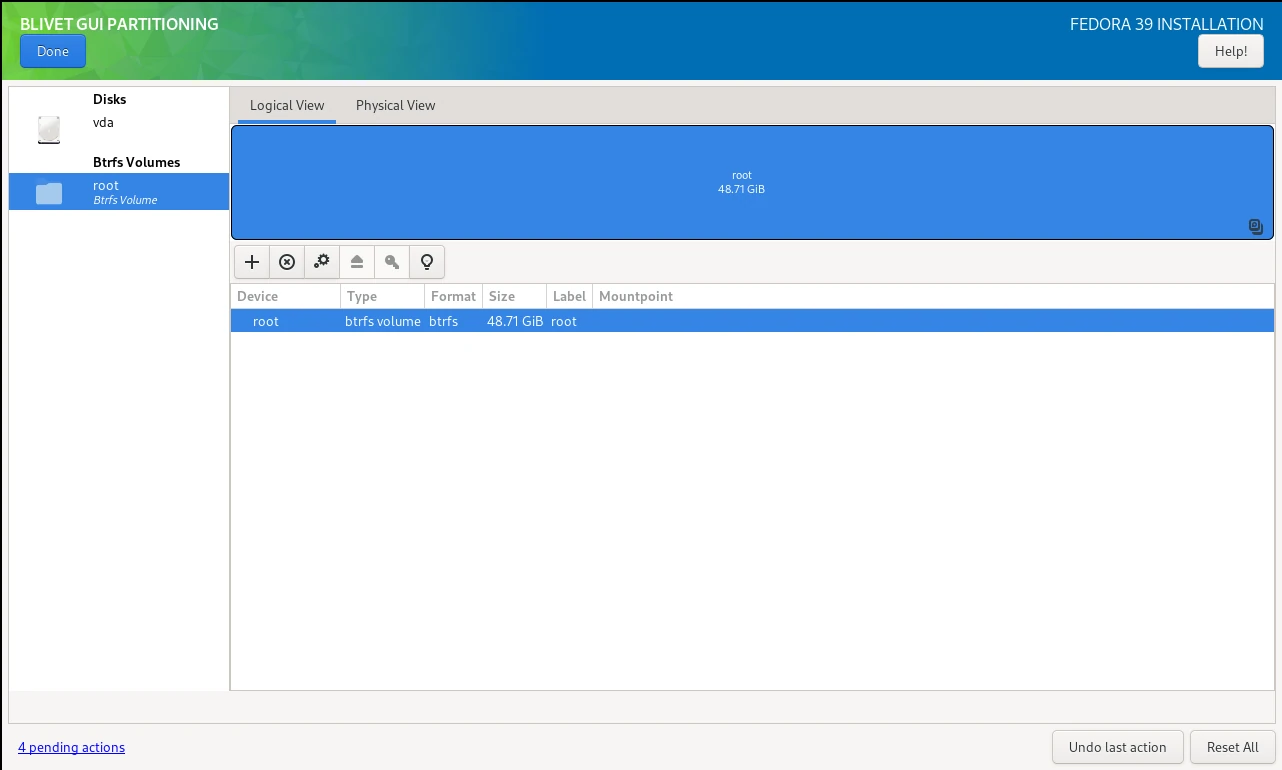 BLIVET GUI PARTITIONING
FEDORA 39 INSTALLATION
Done
Help!
Disks
vda
Btrfs Volumes
root
Btrfs Volume
Logical View Physical View
root
48.71 GiB
Device Type Format Size Label Mountpoint
root btrfs volume btrfs 48.71 GiB root
4 pending actions
Undo last action
Reset All